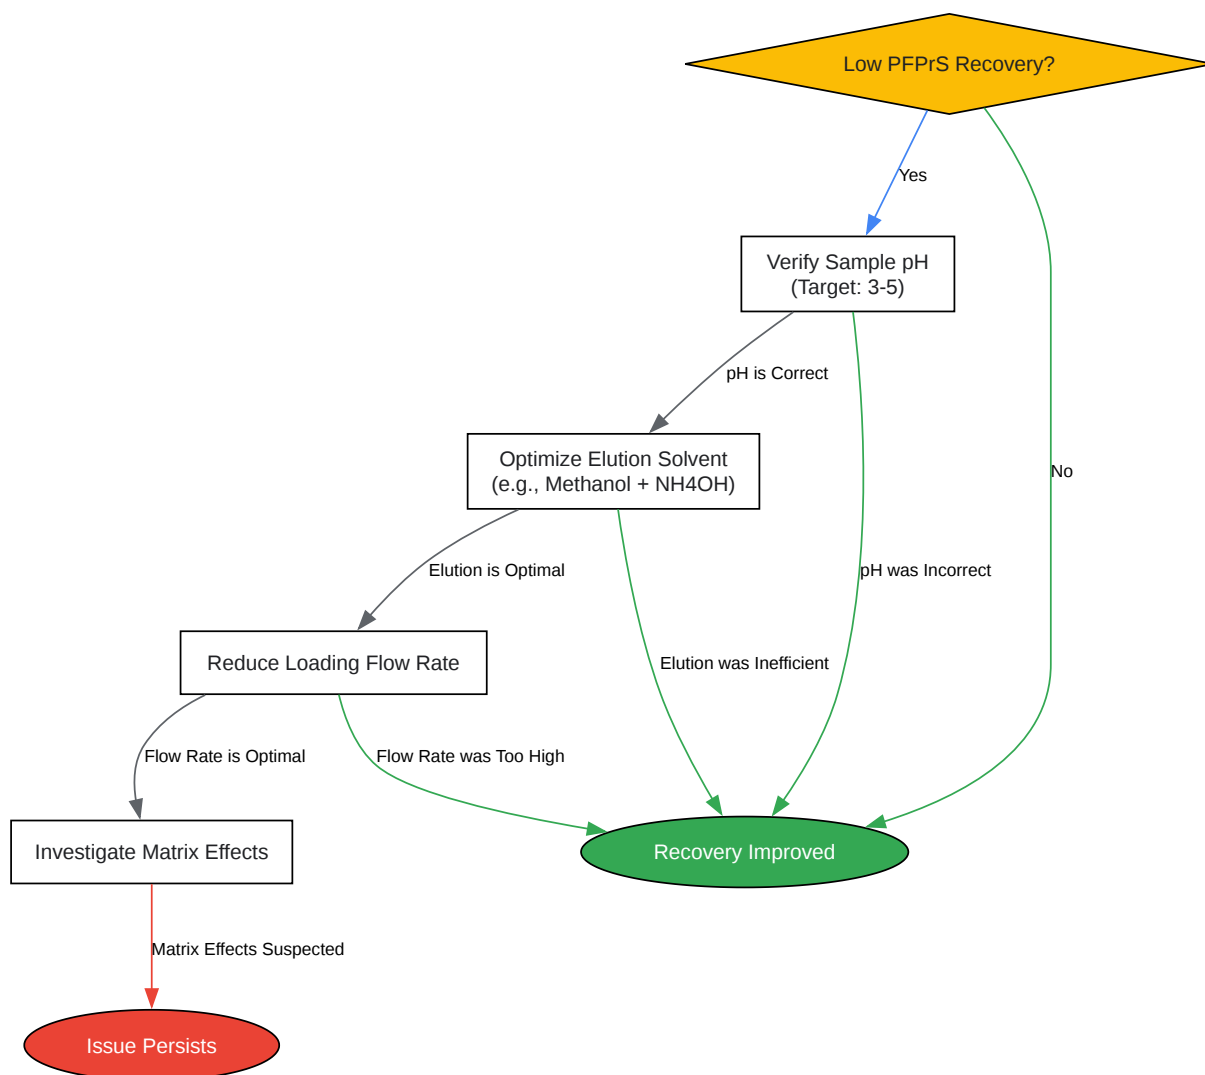 Low PFPrS Recovery?
Yes
Verify Sample pH
(Target: 3-5)
pH is Correct
Optimize Elution Solvent
(e.g., Methanol + NH4OH)
No
Elution is Optimal
pH was Incorrect
Reduce Loading Flow Rate
Elution was Inefficient
Flow Rate is Optimal
Flow Rate was Too High
Investigate Matrix Effects
Recovery Improved
Matrix Effects Suspected
Issue Persists